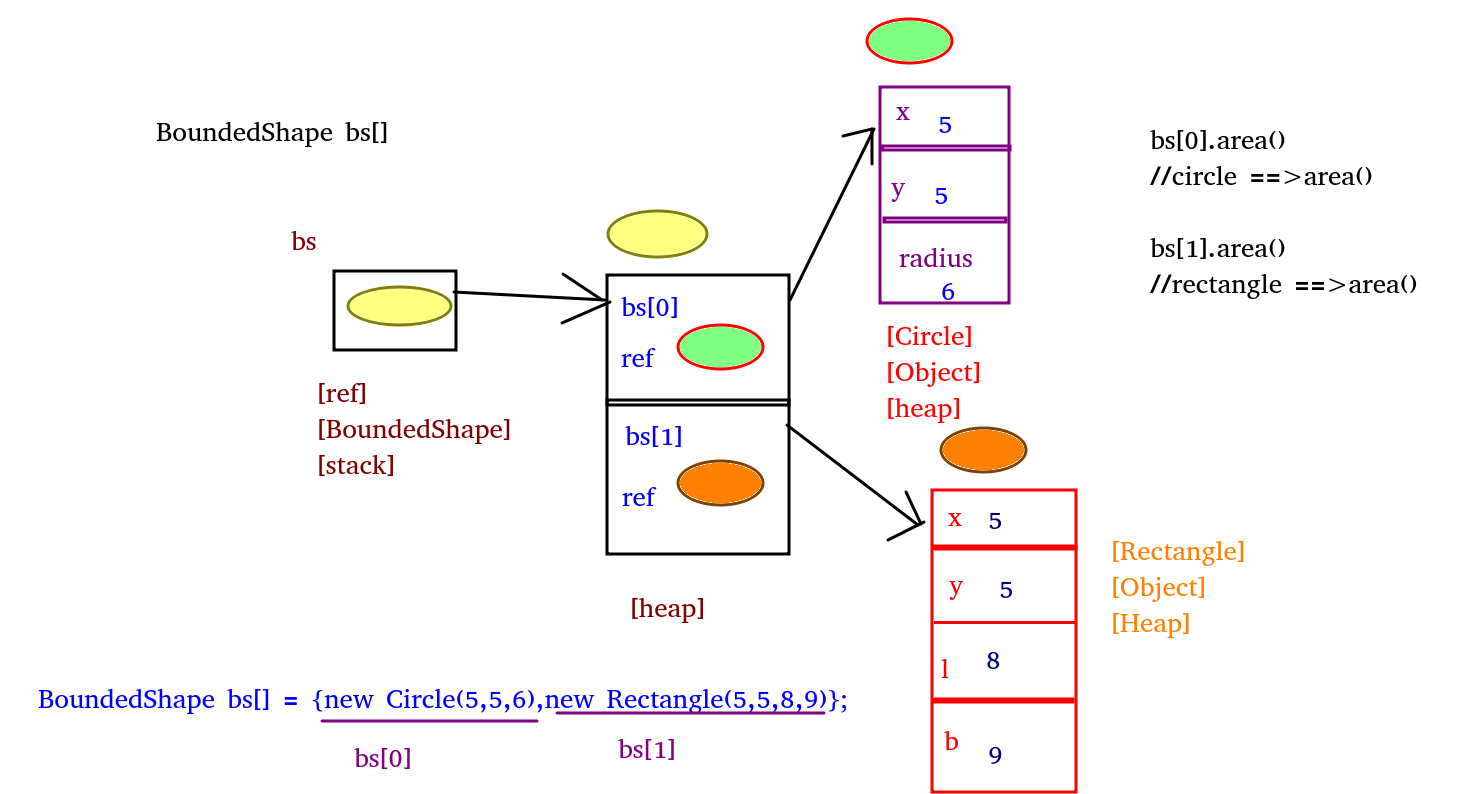 BoundedShape bs[]
bs
[ref]
[BoundedShape]
[stack]
bs[0]
ref
bs[1]
ref
[heap]
x 5
y 5
radius
6
[Circle]
[Object]
[heap]
x 5
y 5
l 8
b 9
[Rectangle]
[Object]
[Heap]
bs[0].area()
//circle ==>area()
bs[1].area()
//rectangle ==>area()
BoundedShape bs[] = {new Circle(5,5,6),new Rectangle(5,5,8,9)};
bs[0]
bs[1]